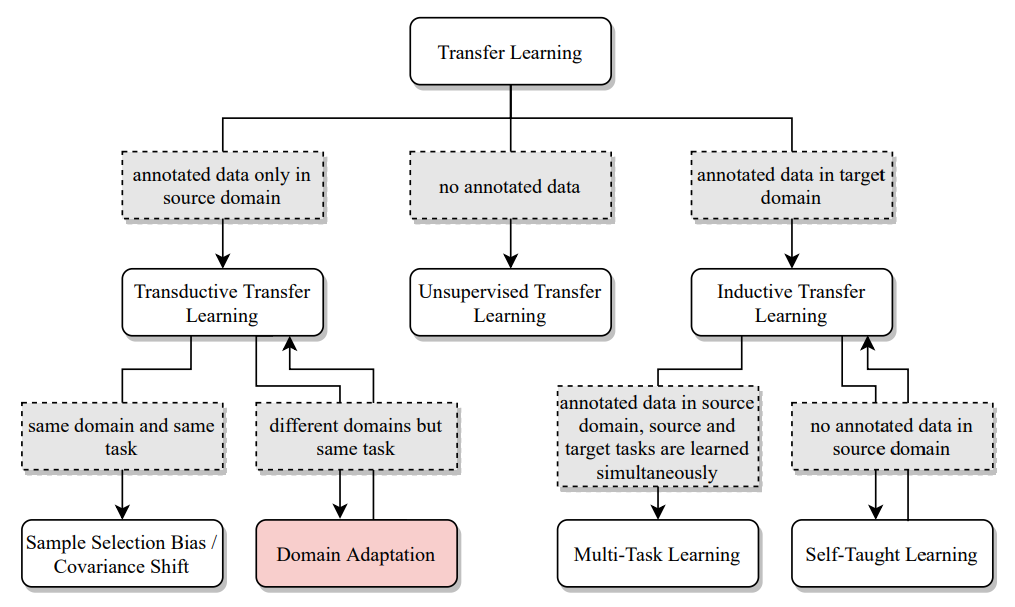 Transfer Learning
annotated data only in
source domain
no annotated data
annotated data in target
domain
Transductive Transfer
Learning
Unsupervised Transfer
Learning
Inductive Transfer
Learning
same domain and same
task
different domains but
same task
annotated data in source
domain, source and
target tasks are learned
simultaneously
no annotated data in
source domain
Sample Selection Bias /
Covariance Shift
Domain Adaptation
Multi-Task Learning
Self-Taught Learning